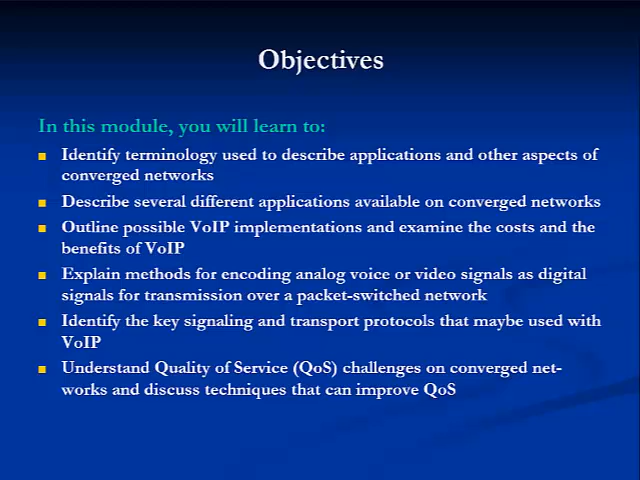 Objectives
In this module, you will learn to:
Identify terminology used to describe applications and other aspects of
converged networks
Describe several different applications available on converged networks
Outline possible VoIP implementations and examine the costs and the
benefits of VoIP
Explain methods for encoding analog voice or video signals as digital
signals for transmission over a packet-switched network
Identify the key signaling and transport protocols that maybe used with
VoIP
Understand Quality of Service (QoS) challenges on converged net-
works and discuss techniques that can improve QoS